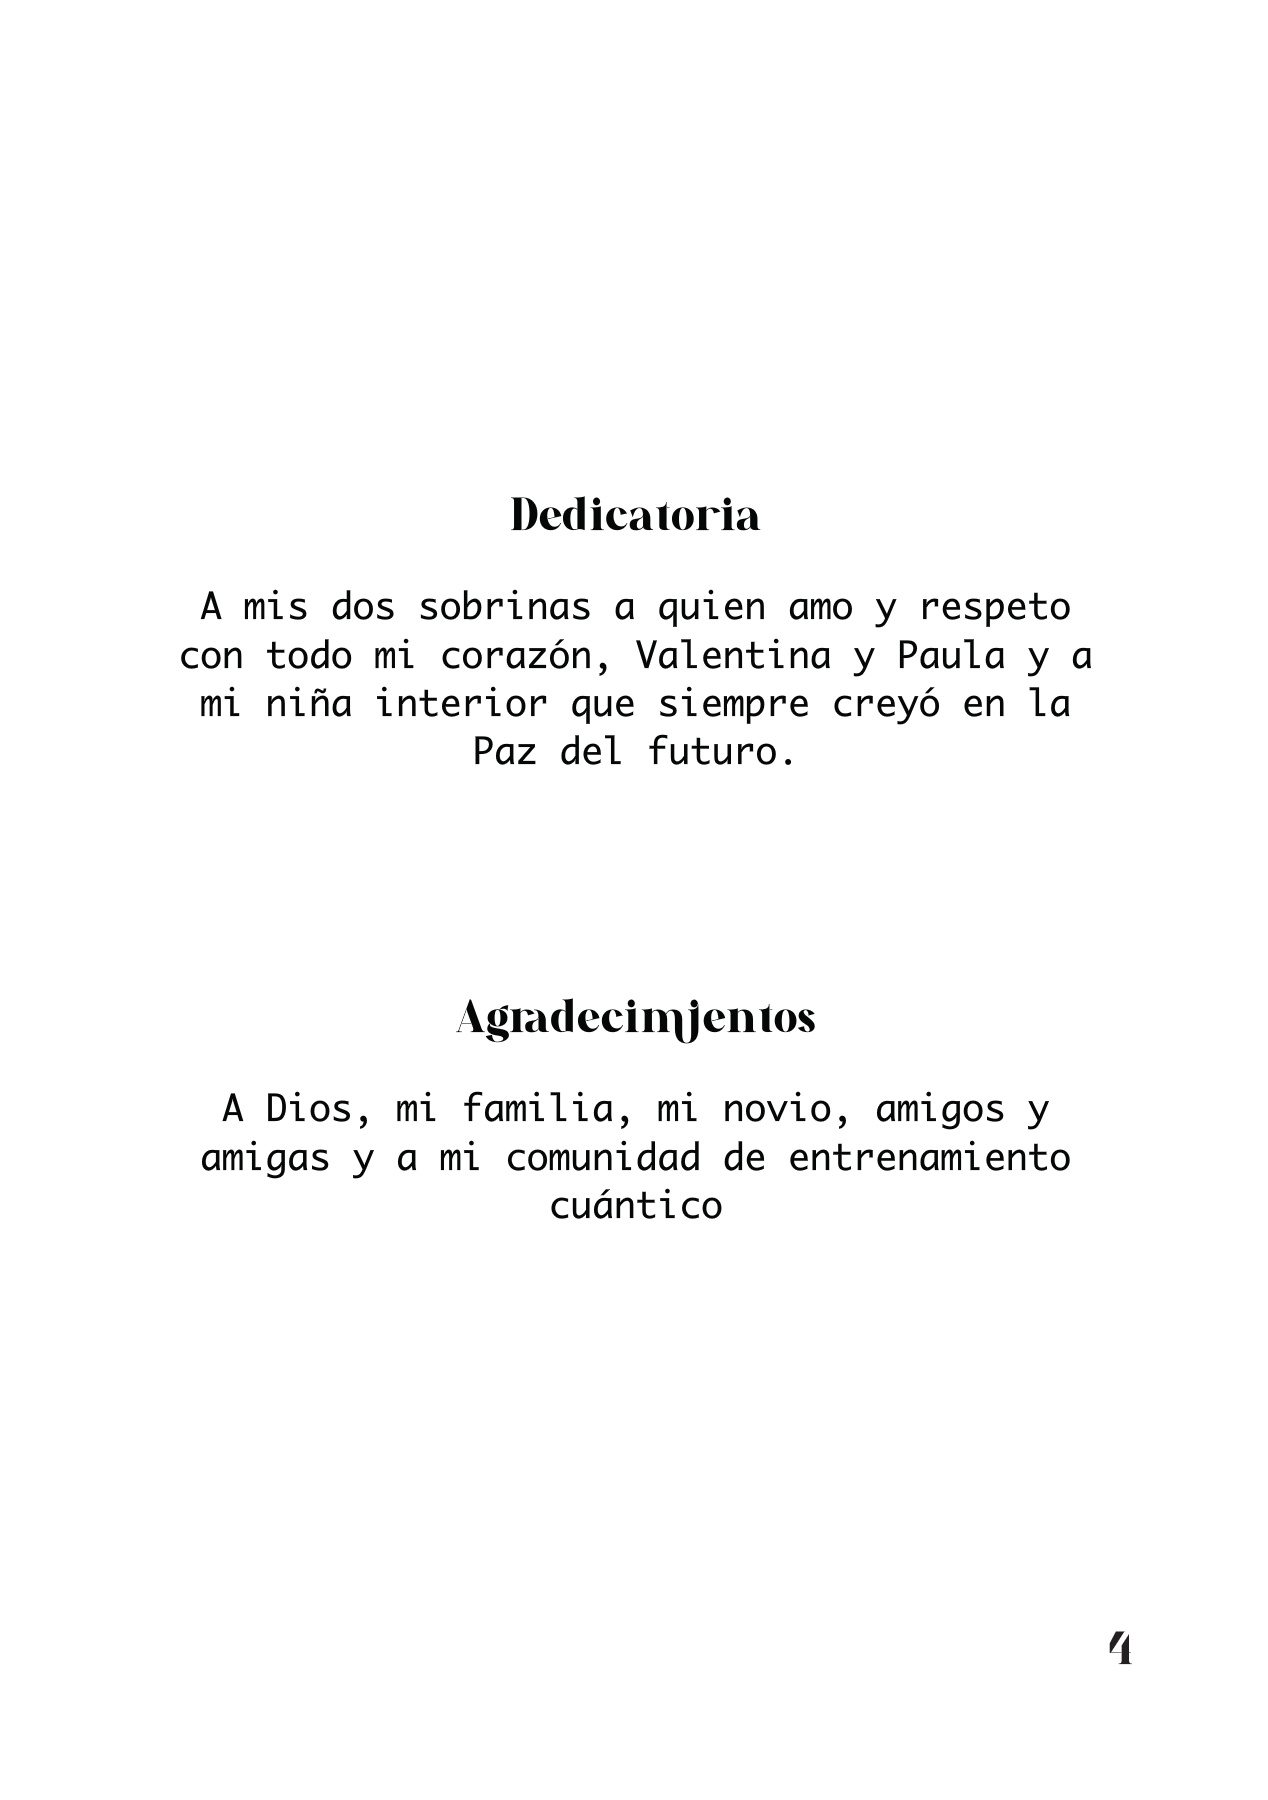 Dedicatoria
A mis dos sobrinas a quien amo y respeto
con todo mi corazón, Valentina y Paula y a
mi niña interior que siempre creyó en la
Paz del futuro.
Agradecimjentos
A Dios, mi familia, mi novio, amigos y
amigas y a mi comunidad de entrenamiento
cuántico
4